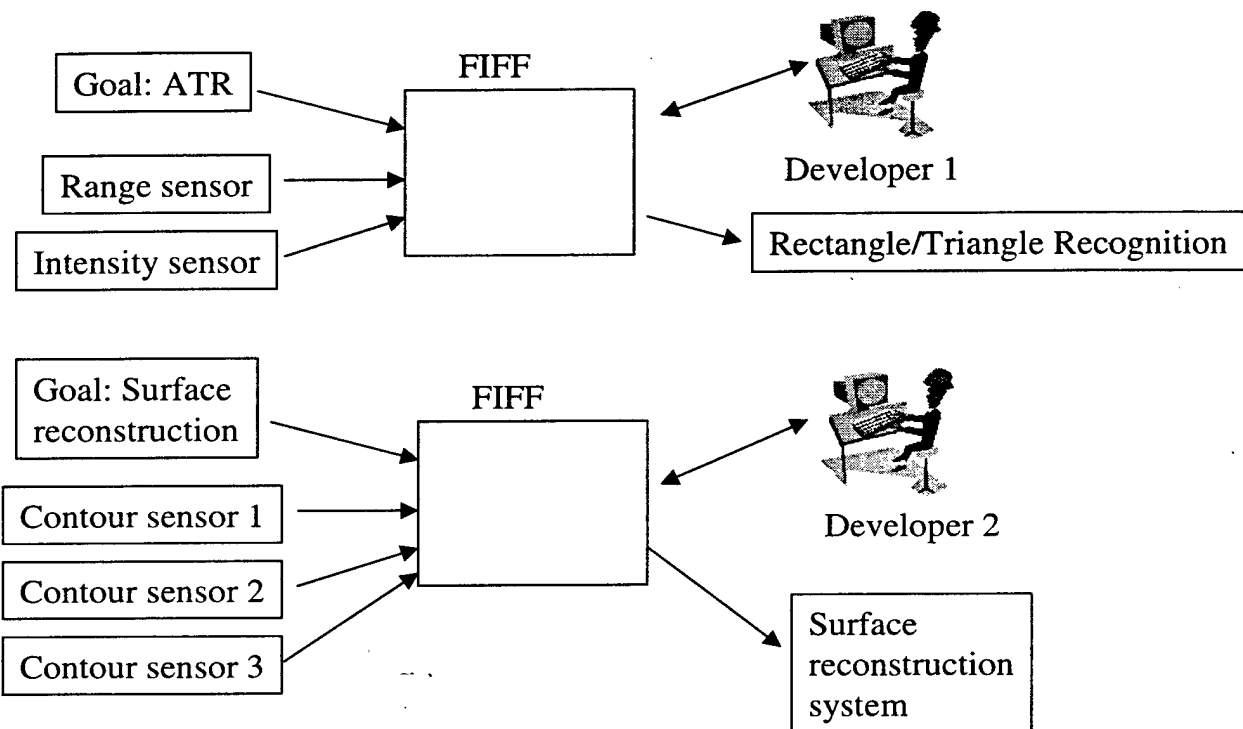 Goal: ATR
FIFF
Range sensor
Intensity sensor
Developer 1
Rectangle/Triangle Recognition
Goal: Surface
reconstruction
FIFF
Contour sensor 1
Contour sensor 2
Contour sensor 3
Developer 2
Surface
reconstruction
system